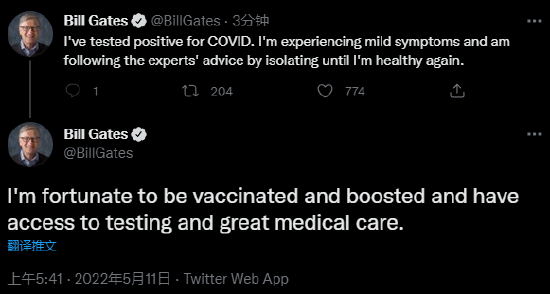 Bill Gates @BillGates · 3分钟
I've tested positive for COVID. I'm experiencing mild symptoms and am
following the experts' advice by isolating until I'm healthy again.
1 204 774
Bill Gates
@BillGates
I'm fortunate to be vaccinated and boosted and have
access to testing and great medical care.
翻译推文
上午5:41 · 2022年5月11日 · Twitter Web App